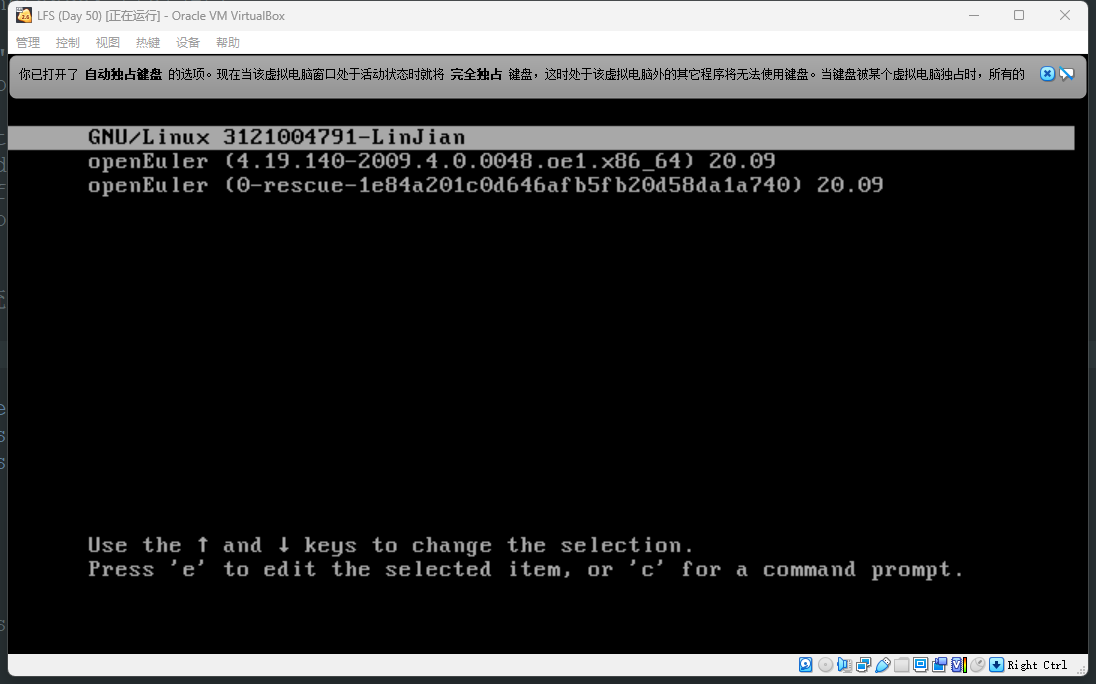 LFS (Day 50) [正在运行] - Oracle VM VirtualBox
管理 控制 视图 热键 设备 帮助
你已打开了 自动独占键盘 的选项。现在当该虚拟电脑窗口处于活动状态时就将 完全独占 键盘，这时处于该虚拟电脑外的其它程序将无法使用键盘。当键盘被某个虚拟电脑独占时，所有的
GNU/Linux 3121004791-LinJian
openEuler (4.19.140-2009.4.0.0048.oe1.x86_64) 20.09
openEuler (0-rescue-1e84a201c0d646afb5fb20d58da1a740) 20.09
Use the ↑ and ↓ keys to change the selection.
Press 'e' to edit the selected item, or 'c' for a command prompt.
Right Ctrl